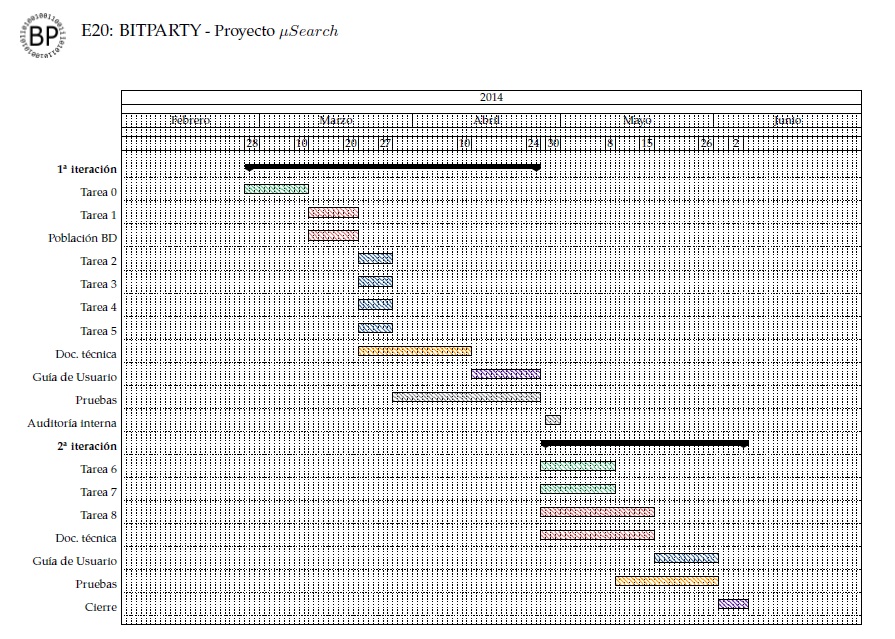 BP
E20: BITPARTY - Proyecto μSearch
2014
Febrero Marzo Abril Mayo Junio
28 10 20 27 10 24 30 8 15 26 2
1ª iteración
Tarea 0
Tarea 1
Población BD
Tarea 2
Tarea 3
Tarea 4
Tarea 5
Doc. técnica
Guía de Usuario
Pruebas
Auditoría interna
2ª iteración
Tarea 6
Tarea 7
Tarea 8
Doc. técnica
Guía de Usuario
Pruebas
Cierre